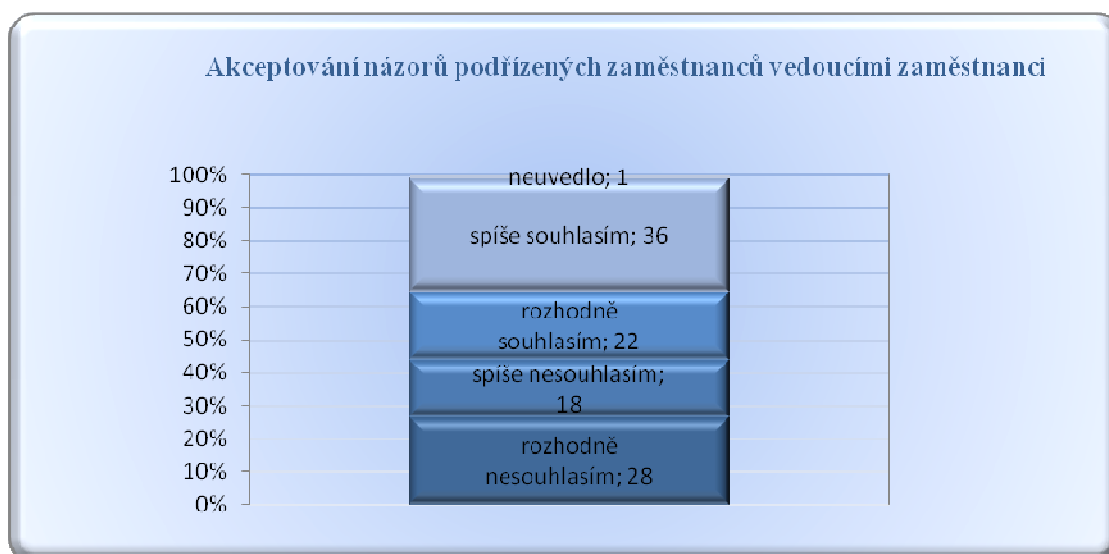 Akceptování názorů podřízených zaměstnanců vedoucími zaměstnanci
100%
90%
80%
70%
60%
50%
40%
30%
20%
10%
0%
neuvedlo; 1
spíše souhlasím; 36
rozhodně
souhlasím; 22
spíše nesouhlasím;
18
rozhodně
nesouhlasím; 28